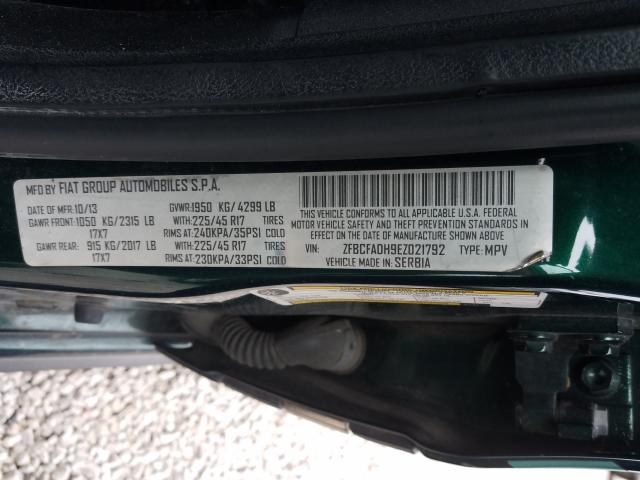 MFD BY FIAT GROUP AUTOMOBILES S.P.A.
DATE OF MFG:10/13 GVWR:1950 KG/4299 LB
GAWR FRONT:1050 KG/2315 LB WITH:225/45 R17 TIRES
17X7 RIMS AT:240KPA/35PSI COLD
GAWR REAR: 915 KG/2017 LB WITH:225/45 R17 TIRES
17X7 RIMS AT:230KPA/33PSI COLD
THIS VEHICLE CONFORMS TO ALL APPLICABLE U.S.A. FEDERAL
MOTOR VEHICLE SAFETY AND THEFT PREVENTION STANDARDS
IN EFFECT ON THE DATE OF MANUFACTURE SHOWN ABOVE.
VIN: ZFBCFADH9EZ021792 TYPE:MPV
VEHICLE MADE IN:SERBIA